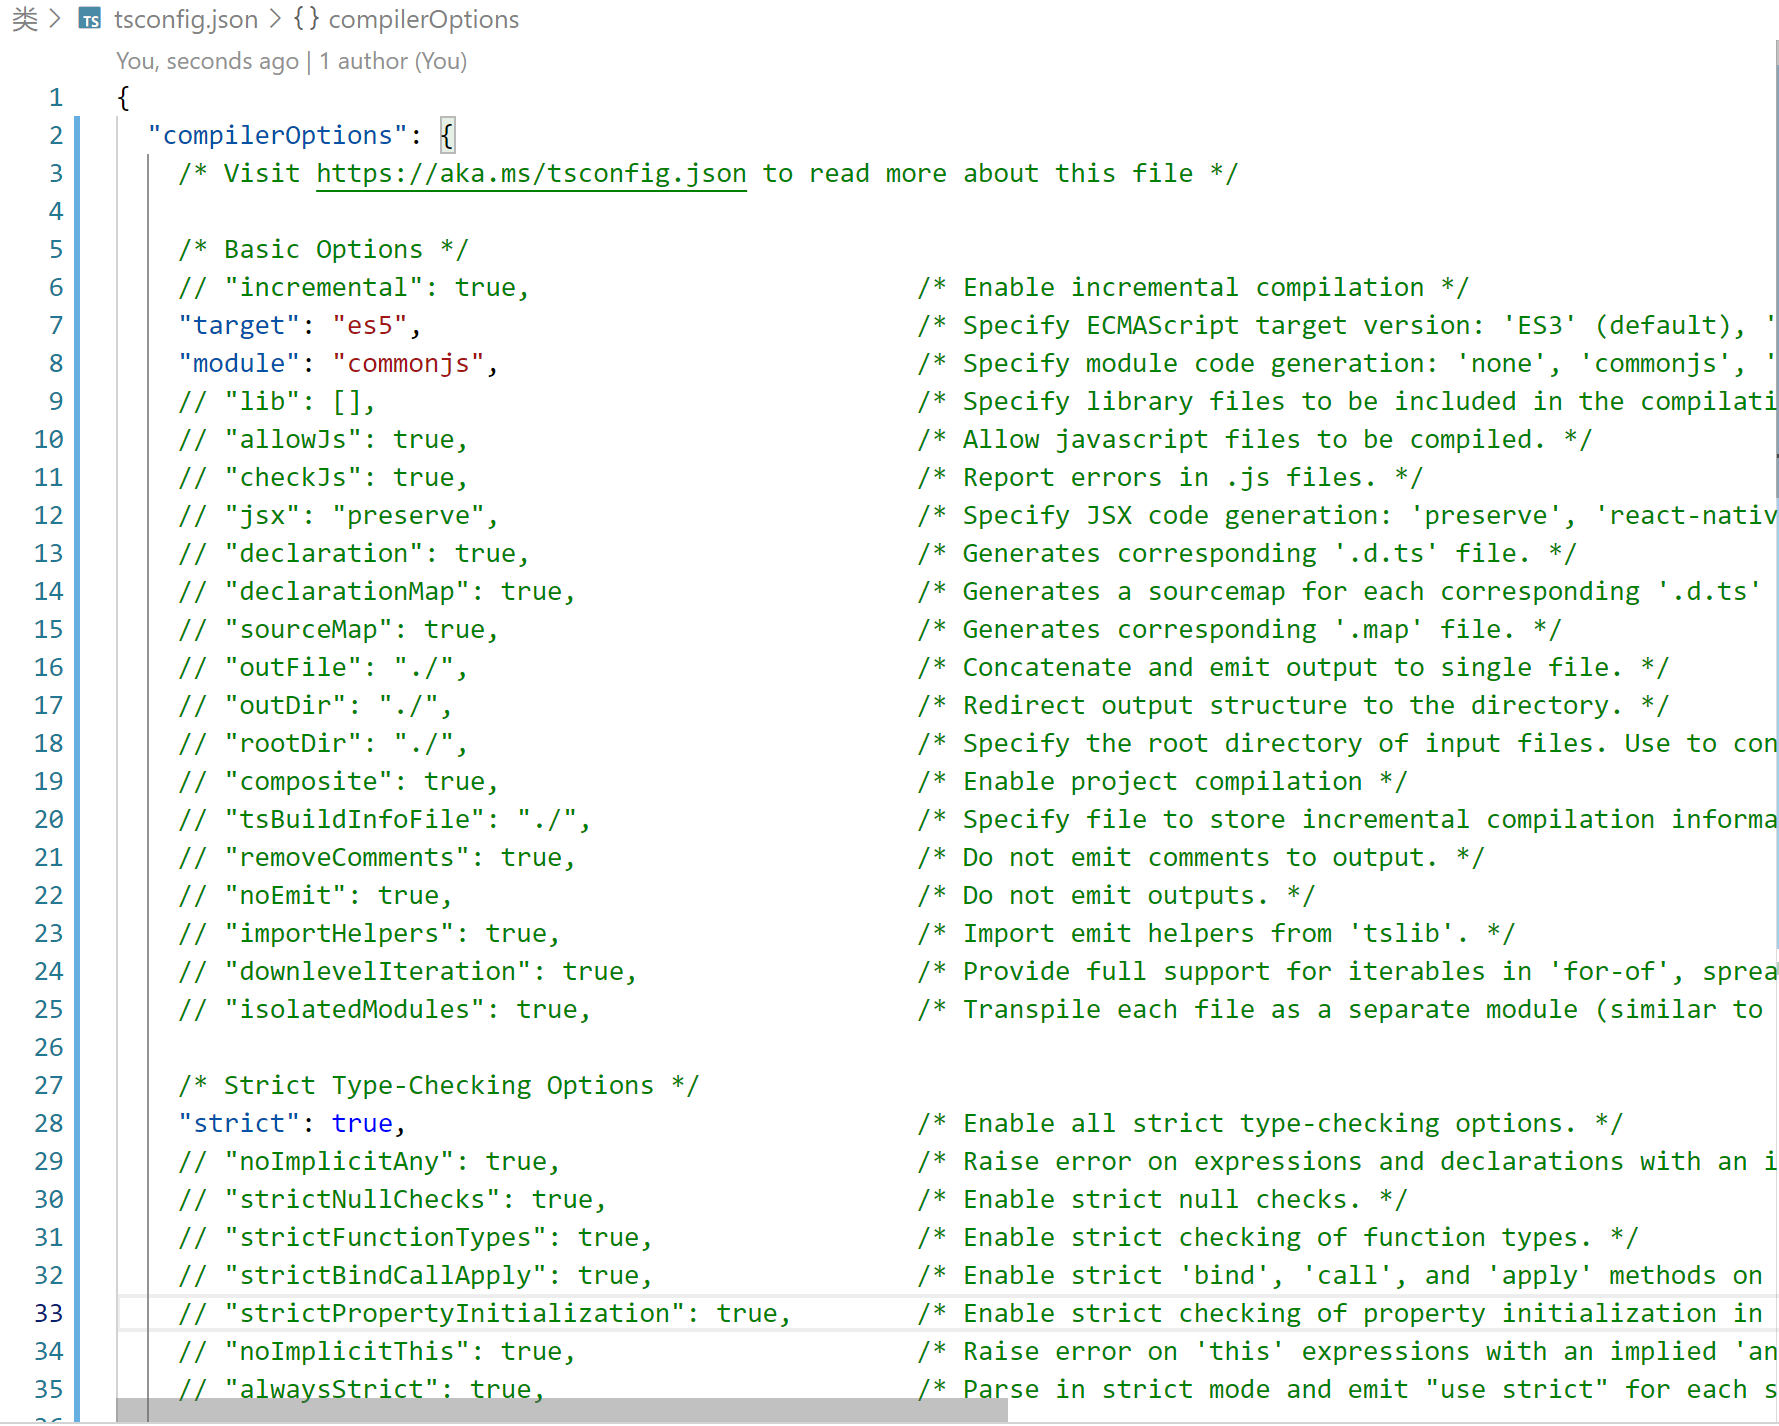 类 > TS tsconfig.json > {} compilerOptions
You, seconds ago | 1 author (You)
1 {
2 "compilerOptions": {
3 /* Visit https://aka.ms/tsconfig.json to read more about this file */
4
5 /* Basic Options */
6 // "incremental": true, /* Enable incremental compilation */
7 "target": "es5", /* Specify ECMAScript target version: 'ES3' (default), '
8 "module": "commonjs", /* Specify module code generation: 'none', 'commonjs', '
9 // "lib": [], /* Specify library files to be included in the compilati
10 // "allowJs": true, /* Allow javascript files to be compiled. */
11 // "checkJs": true, /* Report errors in .js files. */
12 // "jsx": "preserve", /* Specify JSX code generation: 'preserve', 'react-nativ
13 // "declaration": true, /* Generates corresponding '.d.ts' file. */
14 // "declarationMap": true, /* Generates a sourcemap for each corresponding '.d.ts'
15 // "sourceMap": true, /* Generates corresponding '.map' file. */
16 // "outFile": "./", /* Concatenate and emit output to single file. */
17 // "outDir": "./", /* Redirect output structure to the directory. */
18 // "rootDir": "./", /* Specify the root directory of input files. Use to con
19 // "composite": true, /* Enable project compilation */
20 // "tsBuildInfoFile": "./", /* Specify file to store incremental compilation informa
21 // "removeComments": true, /* Do not emit comments to output. */
22 // "noEmit": true, /* Do not emit outputs. */
23 // "importHelpers": true, /* Import emit helpers from 'tslib'. */
24 // "downlevelIteration": true, /* Provide full support for iterables in 'for-of', sprea
25 // "isolatedModules": true, /* Transpile each file as a separate module (similar to
26
27 /* Strict Type-Checking Options */
28 "strict": true, /* Enable all strict type-checking options. */
29 // "noImplicitAny": true, /* Raise error on expressions and declarations with an i
30 // "strictNullChecks": true, /* Enable strict null checks. */
31 // "strictFunctionTypes": true, /* Enable strict checking of function types. */
32 // "strictBindCallApply": true, /* Enable strict 'bind', 'call', and 'apply' methods on
33 // "strictPropertyInitialization": true, /* Enable strict checking of property initialization in
34 // "noImplicitThis": true, /* Raise error on 'this' expressions with an implied 'an
35 // "alwaysStrict": true, /* Parse in strict mode and emit "use strict" for each s